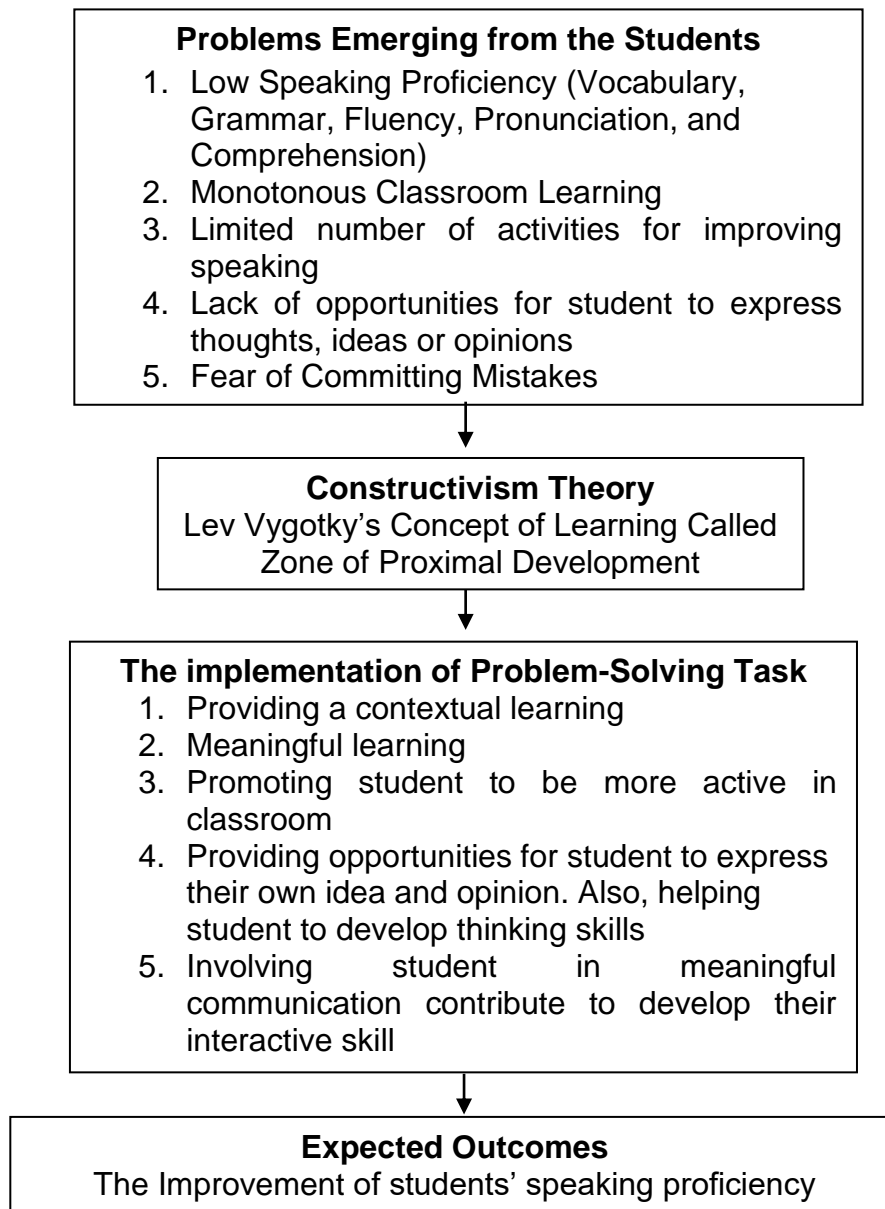 Problems Emerging from the Students
1. Low Speaking Proficiency (Vocabulary,
Grammar, Fluency, Pronunciation, and
Comprehension)
2. Monotonous Classroom Learning
3. Limited number of activities for improving
speaking
4. Lack of opportunities for student to express
thoughts, ideas or opinions
5. Fear of Committing Mistakes
Constructivism Theory
Lev Vygotky’s Concept of Learning Called
Zone of Proximal Development
The implementation of Problem-Solving Task
1. Providing a contextual learning
2. Meaningful learning
3. Promoting student to be more active in
classroom
4. Providing opportunities for student to express
their own idea and opinion. Also, helping
student to develop thinking skills
5. Involving student in meaningful
communication contribute to develop their
interactive skill
Expected Outcomes
The Improvement of students’ speaking proficiency